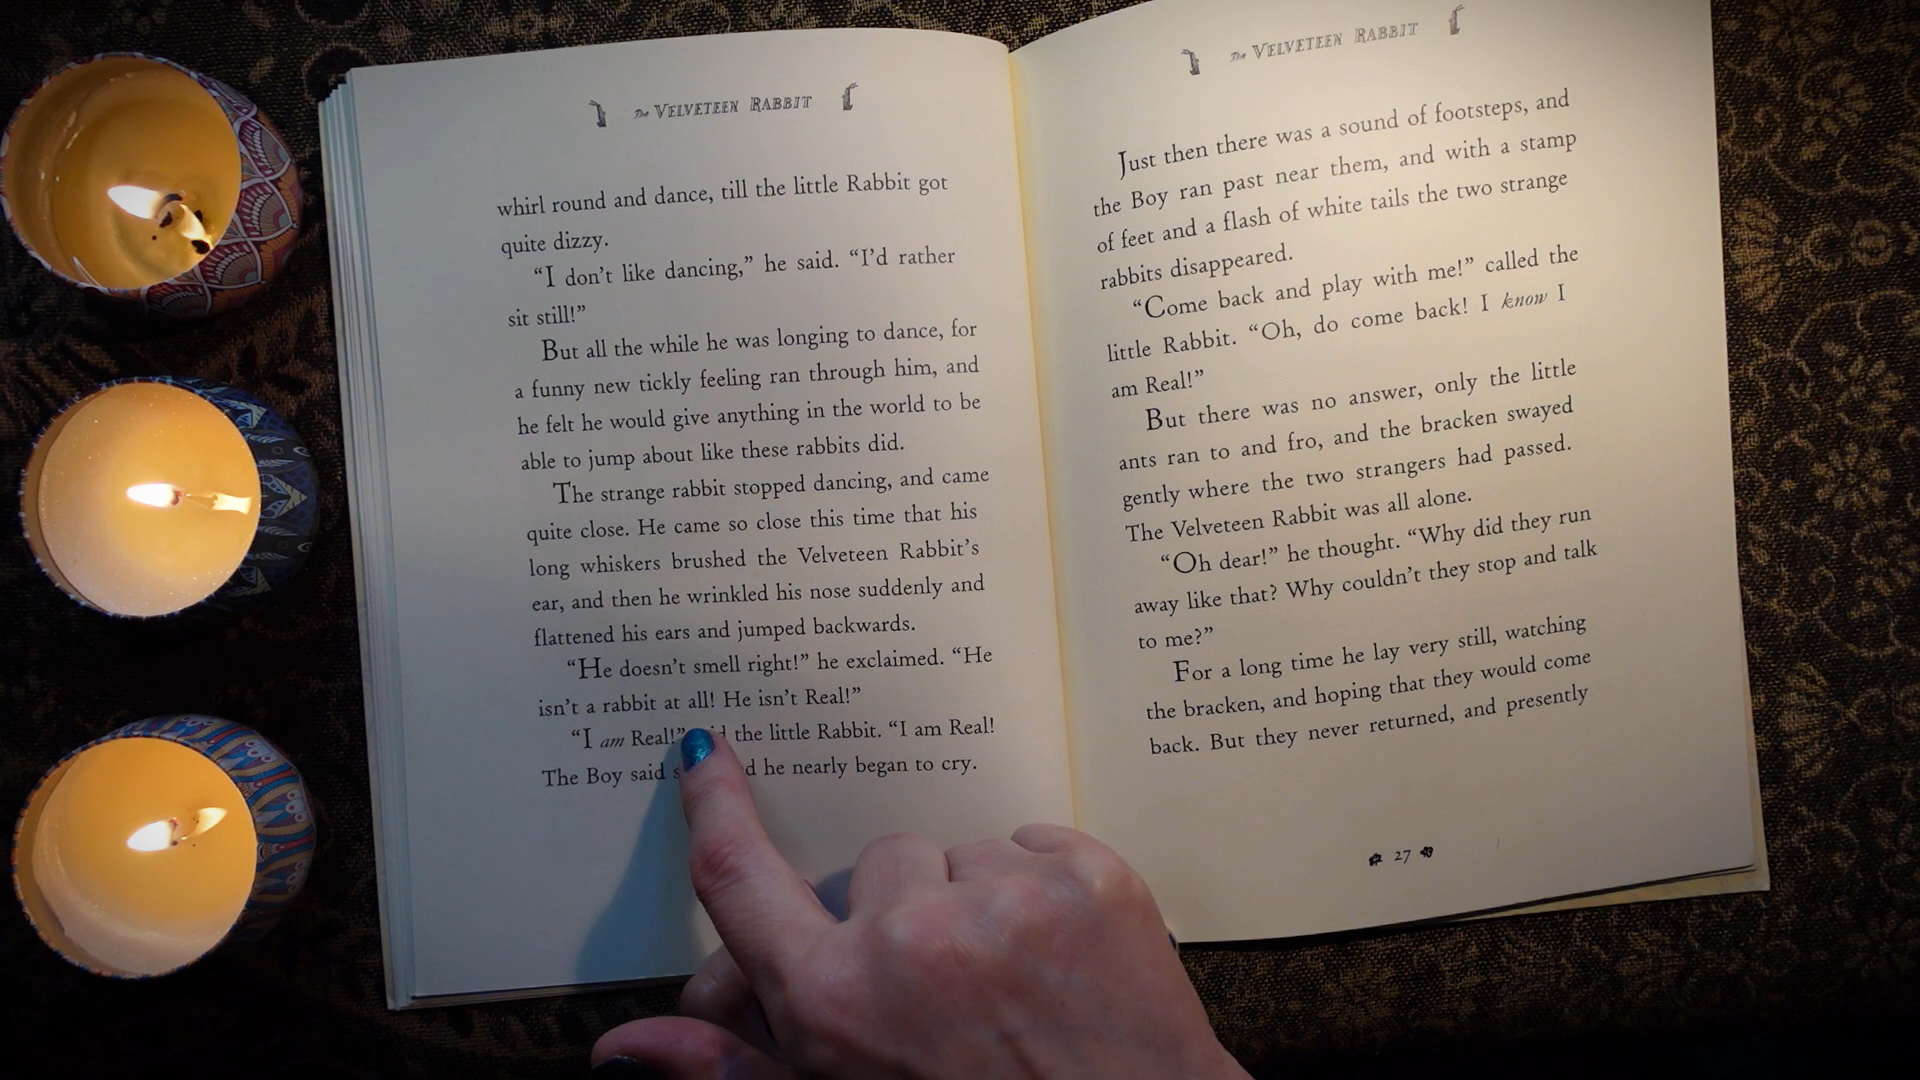 The VELVETEEN RABBIT
whirl round and dance, till the little Rabbit got
quite dizzy.
“I don’t like dancing,” he said. “I’d rather
sit still!”
But all the while he was longing to dance, for
a funny new tickly feeling ran through him, and
he felt he would give anything in the world to be
able to jump about like these rabbits did.
The strange rabbit stopped dancing, and came
quite close. He came so close this time that his
long whiskers brushed the Velveteen Rabbit’s
ear, and then he wrinkled his nose suddenly and
flattened his ears and jumped backwards.
“He doesn’t smell right!” he exclaimed. “He
isn’t a rabbit at all! He isn’t Real!”
“I am Real!” the little Rabbit. “I am Real!
The Boy said he nearly began to cry.
The VELVETEEN RABBIT
Just then there was a sound of footsteps, and
the Boy ran past near them, and with a stamp
of feet and a flash of white tails the two strange
rabbits disappeared.
“Come back and play with me!” called the
little Rabbit. “Oh, do come back! I know I
am Real!”
But there was no answer, only the little
ants ran to and fro, and the bracken swayed
gently where the two strangers had passed.
The Velveteen Rabbit was all alone.
“Oh dear!” he thought. “Why did they run
away like that? Why couldn’t they stop and talk
to me?”
For a long time he lay very still, watching
the bracken, and hoping that they would come
back. But they never returned, and presently
27